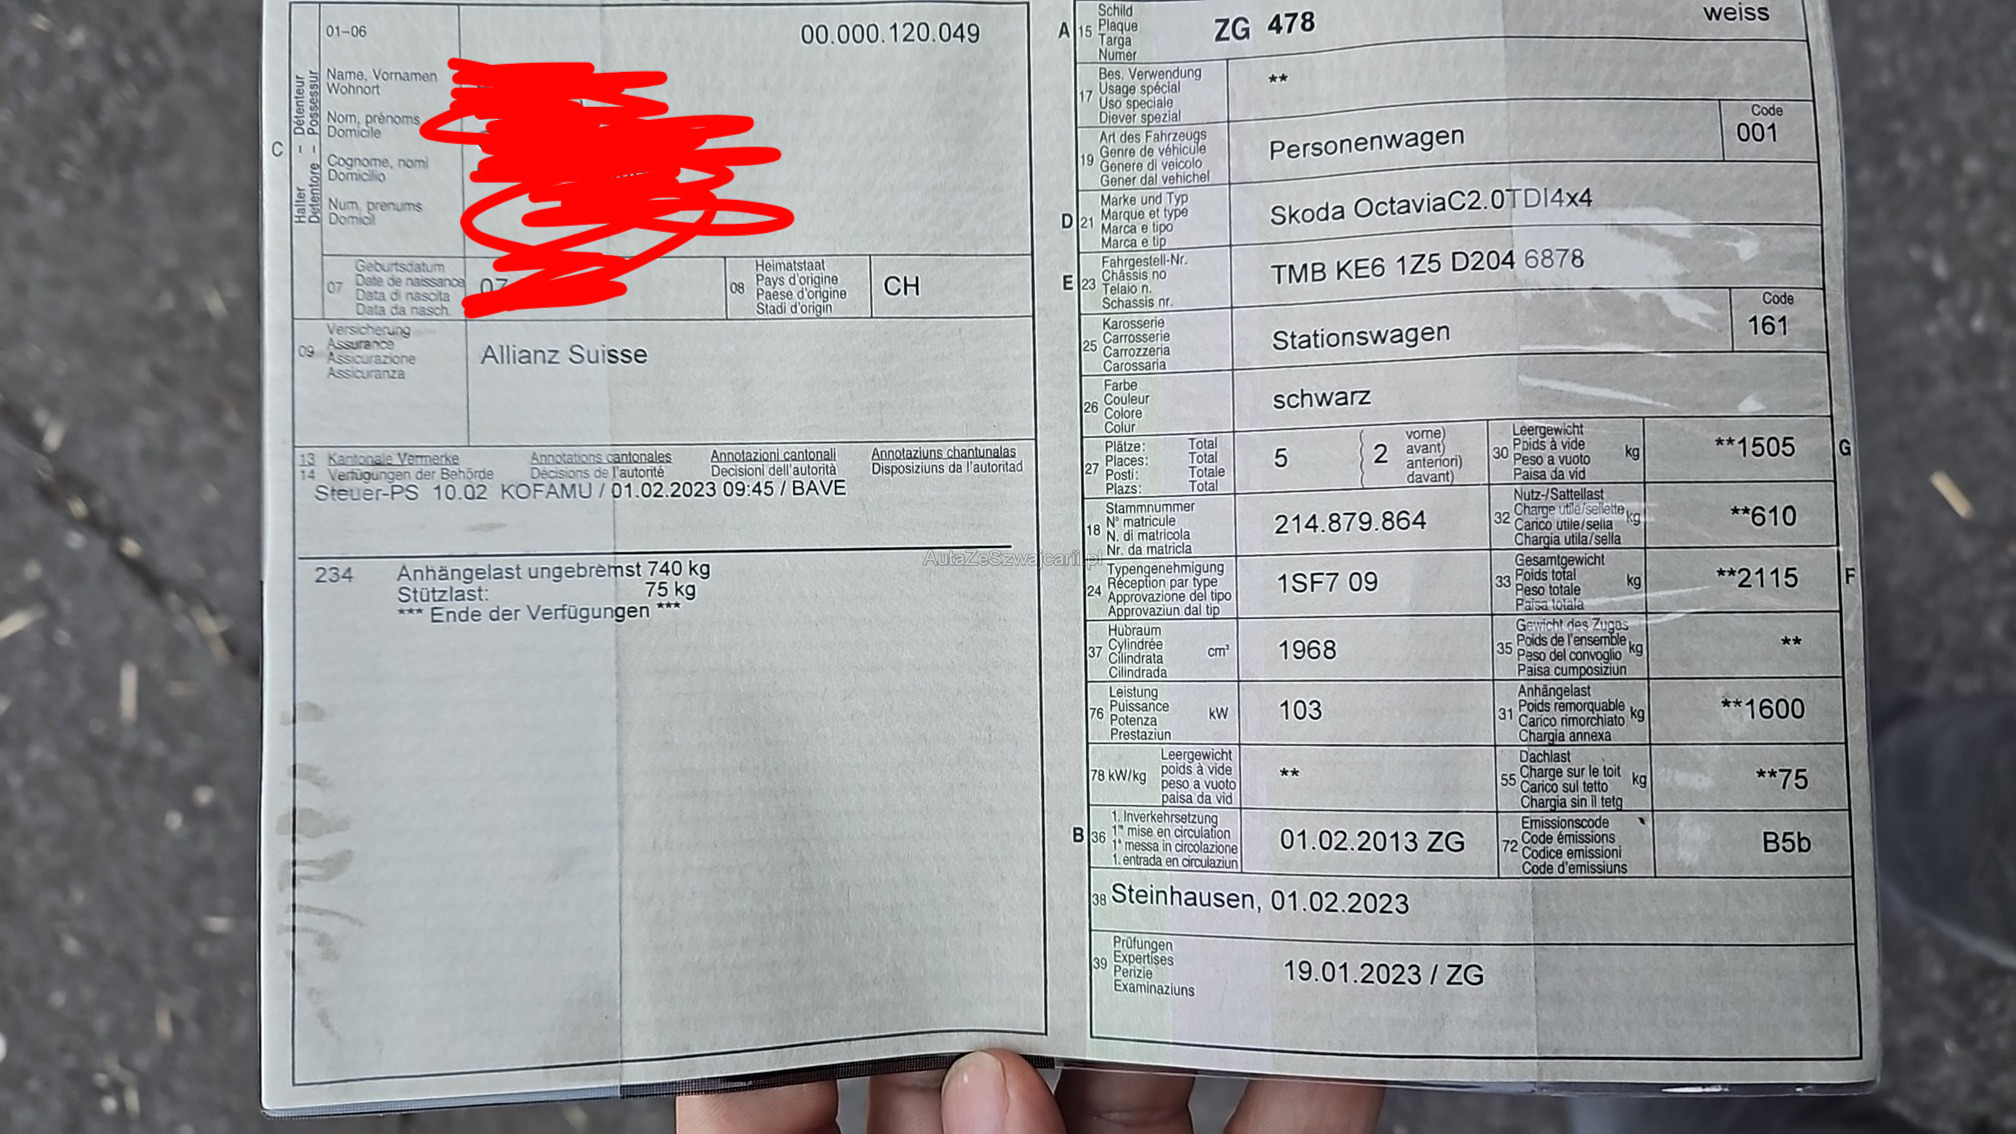 01-06
00.000.120.049
C
Halter - Détenteur
Detentore - Possessur
Name, Vornamen
Wohnort
Nom, prénoms
Domicile
Cognome, nomi
Domicilio
Num, prenums
Domicil
07
Geburtsdatum
Date de naissance
Data di nascita
Data da nasch.
07
08
Heimatstaat
Pays d'origine
Paese d'origine
Stadi d'origin
CH
09
Versicherung
Assurance
Assicurazione
Assicuranza
Allianz Suisse
13 Kantonale Vermerke Annotations cantonales Annotazioni cantonali Annotaziuns chantunalas
14 Verfügungen der Behörde Décisions de l'autorité Decisioni dell'autorità Disposiziuns da l'autoritad
Steuer-PS 10.02 KOFAMU / 01.02.2023 09:45 / BAVE
234 Anhängelast ungebremst 740 kg
Stützlast: 75 kg
*** Ende der Verfügungen ***
AutaZeSzwajcarii.pl
A 15
Schild
Plaque
Targa
Numer
ZG 478
weiss
17
Bes. Verwendung
Usage spécial
Uso speciale
Diever spezial
**
19
Art des Fahrzeugs
Genre de véhicule
Genere di veicolo
Gener dal vehichel
Personenwagen
Code
001
D 21
Marke und Typ
Marque et type
Marca e tipo
Marca e tip
Skoda OctaviaC2.0TDI4x4
E 23
Fahrgestell-Nr.
Châssis no
Telaio n.
Schassis nr.
TMB KE6 1Z5 D204 6878
25
Karosserie
Carrosserie
Carrozzeria
Carossaria
Stationswagen
Code
161
26
Farbe
Couleur
Colore
Colur
schwarz
27
Plätze: Total
Places: Total
Posti: Totale
Plazs: Total
5
2
vorne)
avant)
anteriori)
davant)
30
Leergewicht
Poids à vide
Peso a vuoto
Paisa da vid
kg
**1505
G
18
Stammnummer
N° matricule
N. di matricola
Nr. da matricla
214.879.864
32
Nutz-/Sattellast
Charge utile/sellette
Carico utile/sella
Chargia utila/sella
kg
**610
24
Typengenehmigung
Réception par type
Approvazione del tipo
Approvaziun dal tip
1SF7 09
33
Gesamtgewicht
Poids total
Peso totale
Paisa totala
kg
**2115
F
37
Hubraum
Cylindrée
Cilindrata
Cilindrada
cm³
1968
35
Gewicht des Zuges
Poids de l'ensemble
Peso del convoglio
Paisa cumposiziun
kg
**
76
Leistung
Puissance
Potenza
Prestaziun
kW
103
31
Anhängelast
Poids remorquable
Carico rimorchiato
Chargia annexa
kg
**1600
78 kW/kg
Leergewicht
poids à vide
peso a vuoto
paisa da vid
**
55
Dachlast
Charge sur le toit
Carico sul tetto
Chargia sin il tetg
kg
**75
B 36
1. Inverkehrsetzung
1re mise en circulation
1a messa in circolazione
1. entrada en circulaziun
01.02.2013 ZG
72
Emissionscode
Code émissions
Codice emissioni
Code d'emissiuns
B5b
38 Steinhausen, 01.02.2023
39
Prüfungen
Expertises
Perizie
Examinaziuns
19.01.2023 / ZG